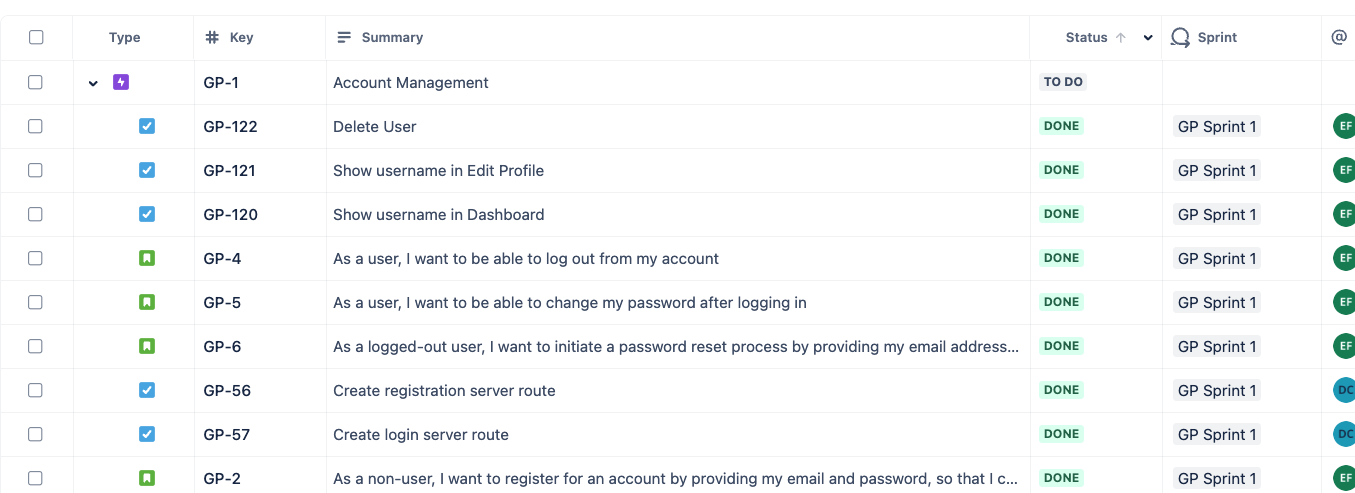 Type # Key Summary Status Sprint @
GP-1 Account Management TO DO
GP-122 Delete User DONE GP Sprint 1 EF
GP-121 Show username in Edit Profile DONE GP Sprint 1 EF
GP-120 Show username in Dashboard DONE GP Sprint 1 EF
GP-4 As a user, I want to be able to log out from my account DONE GP Sprint 1 EF
GP-5 As a user, I want to be able to change my password after logging in DONE GP Sprint 1 EF
GP-6 As a logged-out user, I want to initiate a password reset process by providing my email address... DONE GP Sprint 1 EF
GP-56 Create registration server route DONE GP Sprint 1 DC
GP-57 Create login server route DONE GP Sprint 1 DC
GP-2 As a non-user, I want to register for an account by providing my email and password, so that I c... DONE GP Sprint 1 EF